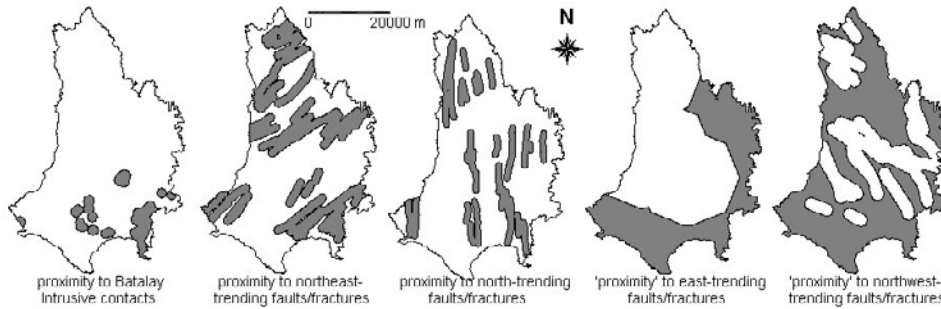 0 20000 m
N
proximity to Batalay
Intrusive contacts
proximity to northeast-
trending faults/fractures
proximity to north-trending
faults/fractures
'proximity' to east-trending
faults/fractures
'proximity' to northwest-
trending faults/fractures